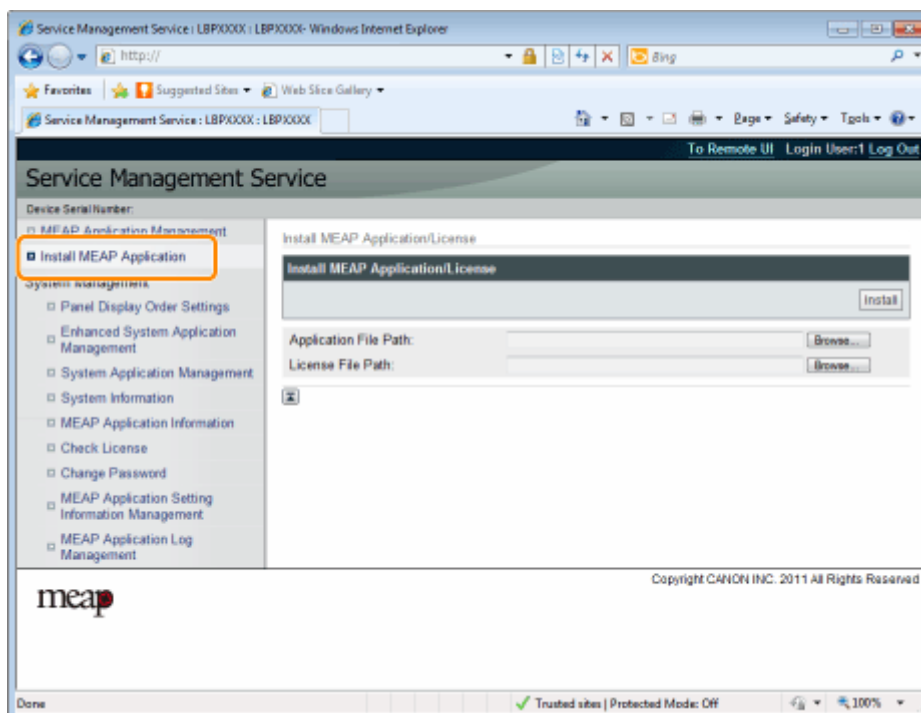 Service Management Service : LBPXXXX : LBPXXXX- Windows Internet Explorer
http://
Bing
Favorites
Suggested Sites
Web Slice Gallery
Service Management Service : LBPXXXX : LBPXXXX
Page
Safety
Tools
To Remote UI Login User:1 Log Out
Service Management Service
Device Serial Number:
MEAP Application Management
Install MEAP Application
System Management
Panel Display Order Settings
Enhanced System Application
Management
System Application Management
System Information
MEAP Application Information
Check License
Change Password
MEAP Application Setting
Information Management
MEAP Application Log
Management
Install MEAP Application/License
Install MEAP Application/License
Install
Application File Path:
Browse...
License File Path:
Browse...
Copyright CANON INC. 2011 All Rights Reserved
meap
Done
Trusted sites | Protected Mode: Off
100%